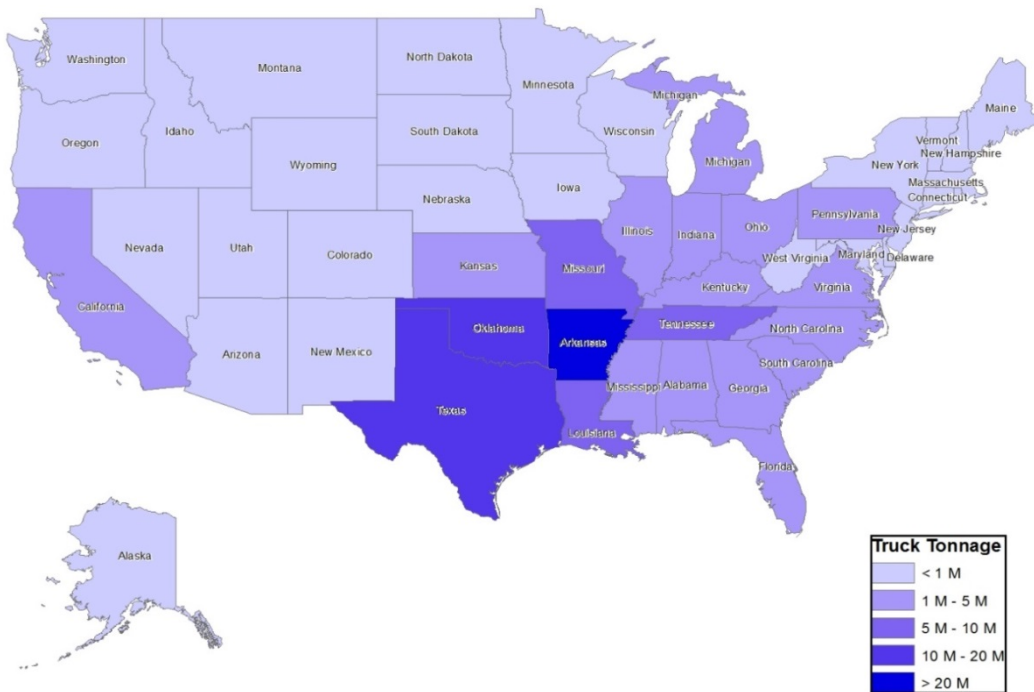 Washington
Montana
North Dakota
Minnesota
Maine
Michigan
Vermont
Oregon
Idaho
South Dakota
Wisconsin
New Hampshire
Wyoming
Michigan
New York
Massachusetts
Iowa
Connecticut
Nebraska
Pennsylvania
Nevada
Utah
Colorado
Illinois
Indiana
Ohio
New Jersey
West Virginia
Maryland
Delaware
Kansas
Missouri
Kentucky
Virginia
California
Arizona
New Mexico
Oklahoma
Arkansas
Tennessee
North Carolina
South Carolina
Mississippi
Alabama
Georgia
Texas
Louisiana
Florida
Alaska
Truck Tonnage
< 1 M
1 M - 5 M
5 M - 10 M
10 M - 20 M
> 20 M